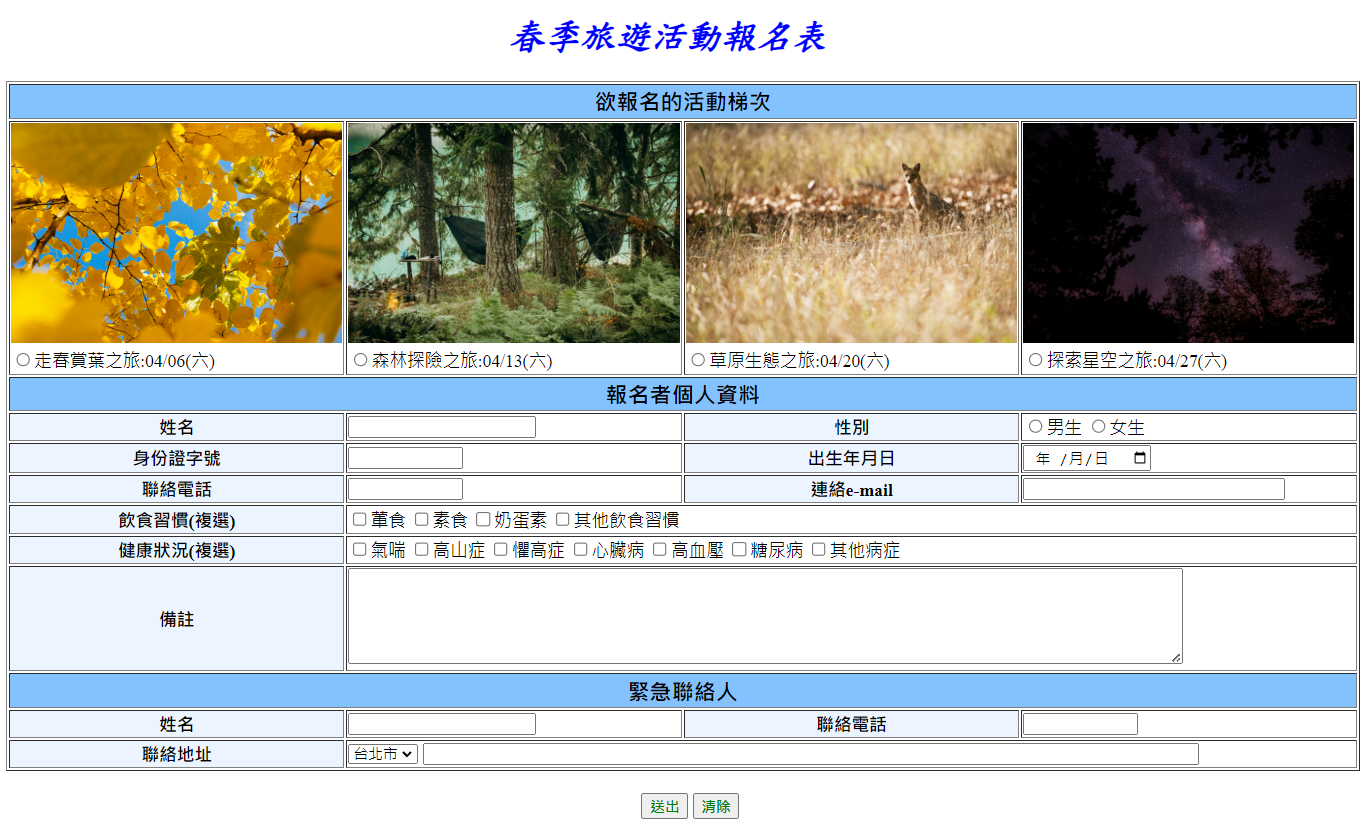 春季旅遊活動報名表
欲報名的活動梯次
走春賞葉之旅:04/06(六) 森林探險之旅:04/13(六) 草原生態之旅:04/20(六) 探索星空之旅:04/27(六)
報名者個人資料
姓名 性別 男生 女生
身份證字號 出生年月日 年 /月/日
聯絡電話 連絡e-mail
飲食習慣(複選) 葷食 素食 奶蛋素 其他飲食習慣
健康狀況(複選) 氣喘 高山症 懼高症 心臟病 高血壓 糖尿病 其他病症
備註
緊急聯絡人
姓名 聯絡電話
聯絡地址 台北市
送出 清除